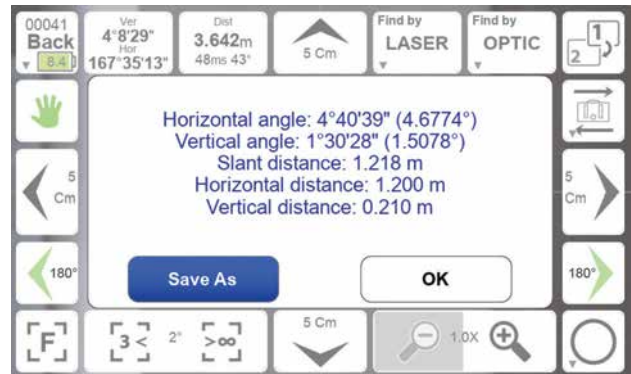 00041
Back
8.4
Ver
4°8'29"
Hor
167°35'13"
Dist
3.642m
48ms 43°
5 Cm
Find by
LASER
Find by
OPTIC
1
2
Horizontal angle: 4°40'39" (4.6774°)
Vertical angle: 1°30'28" (1.5078°)
Slant distance: 1.218 m
Horizontal distance: 1.200 m
Vertical distance: 0.210 m
5
Cm
5
Cm
180°
Save As
OK
180°
F
3 <
2°
>∞
5 Cm
1.0X